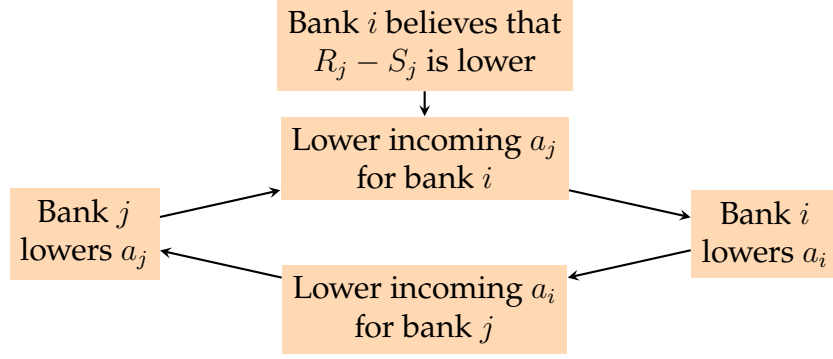 Bank i believes that
R_j − S_j is lower
Lower incoming a_j
for bank i
Bank j
lowers a_j
Bank i
lowers a_i
Lower incoming a_i
for bank j